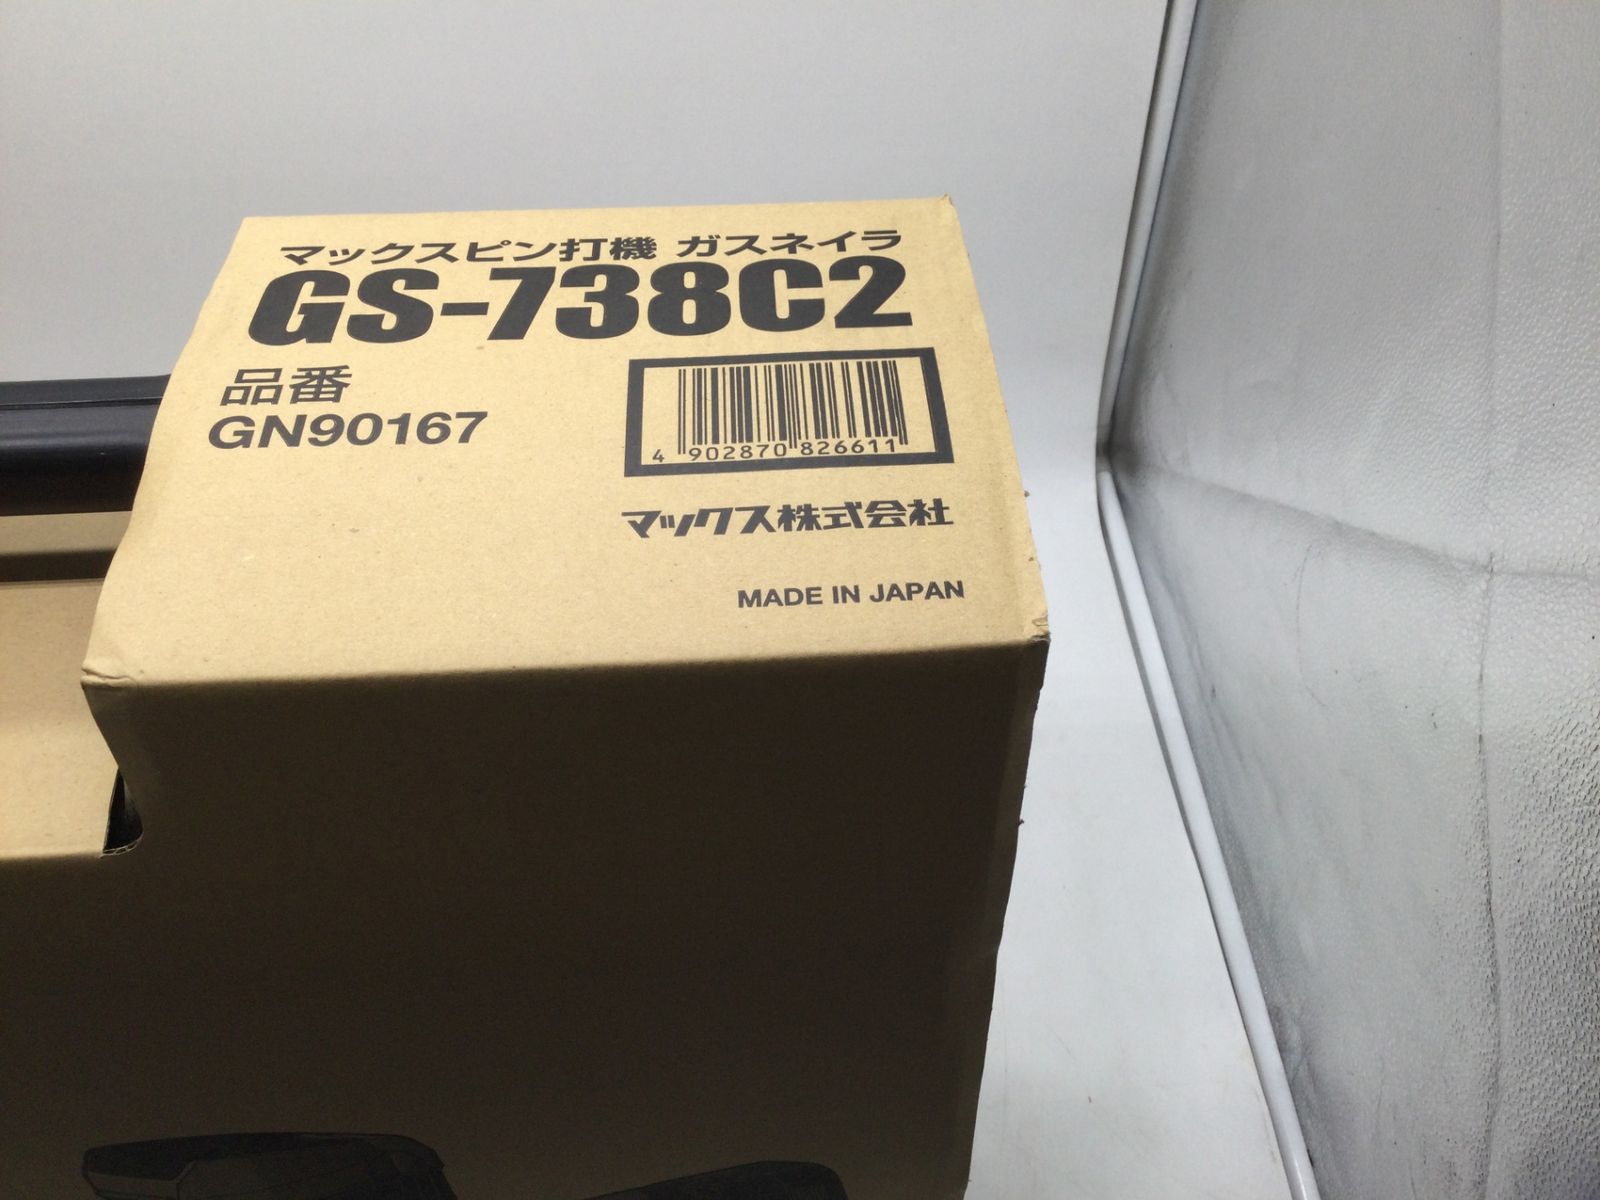 マックスピン打機 ガスネイラ
GS-738C2
品番
GN90167
4 902870 826611
マックス株式会社
MADE IN JAPAN